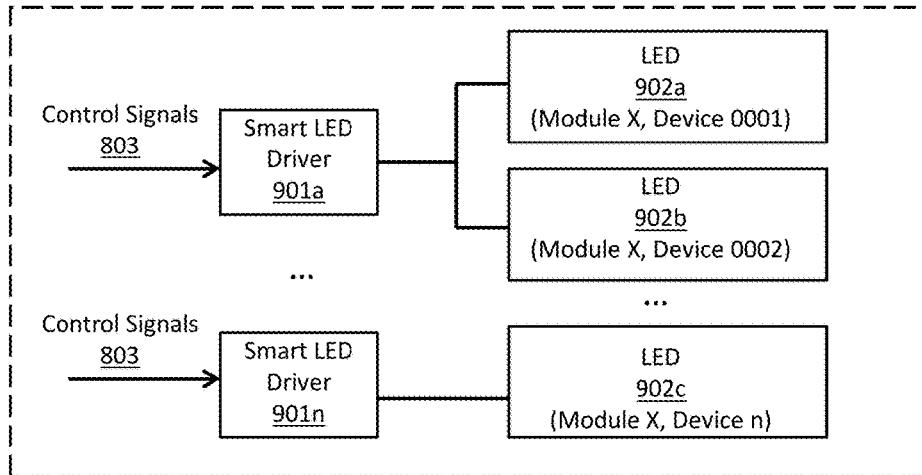 Control Signals
803
Smart LED
Driver
901a
LED
902a
(Module X, Device 0001)
LED
902b
(Module X, Device 0002)
...
...
Control Signals
803
Smart LED
Driver
901n
LED
902c
(Module X, Device n)